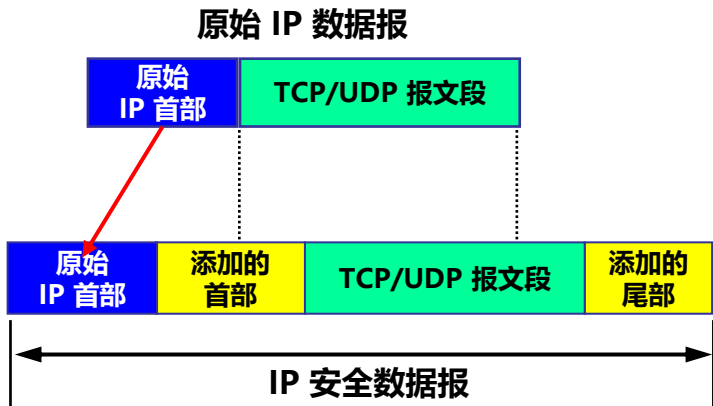 原始 IP 数据报
原始
IP 首部
TCP/UDP 报文段
原始
IP 首部
添加的
首部
TCP/UDP 报文段
添加的
尾部
IP 安全数据报